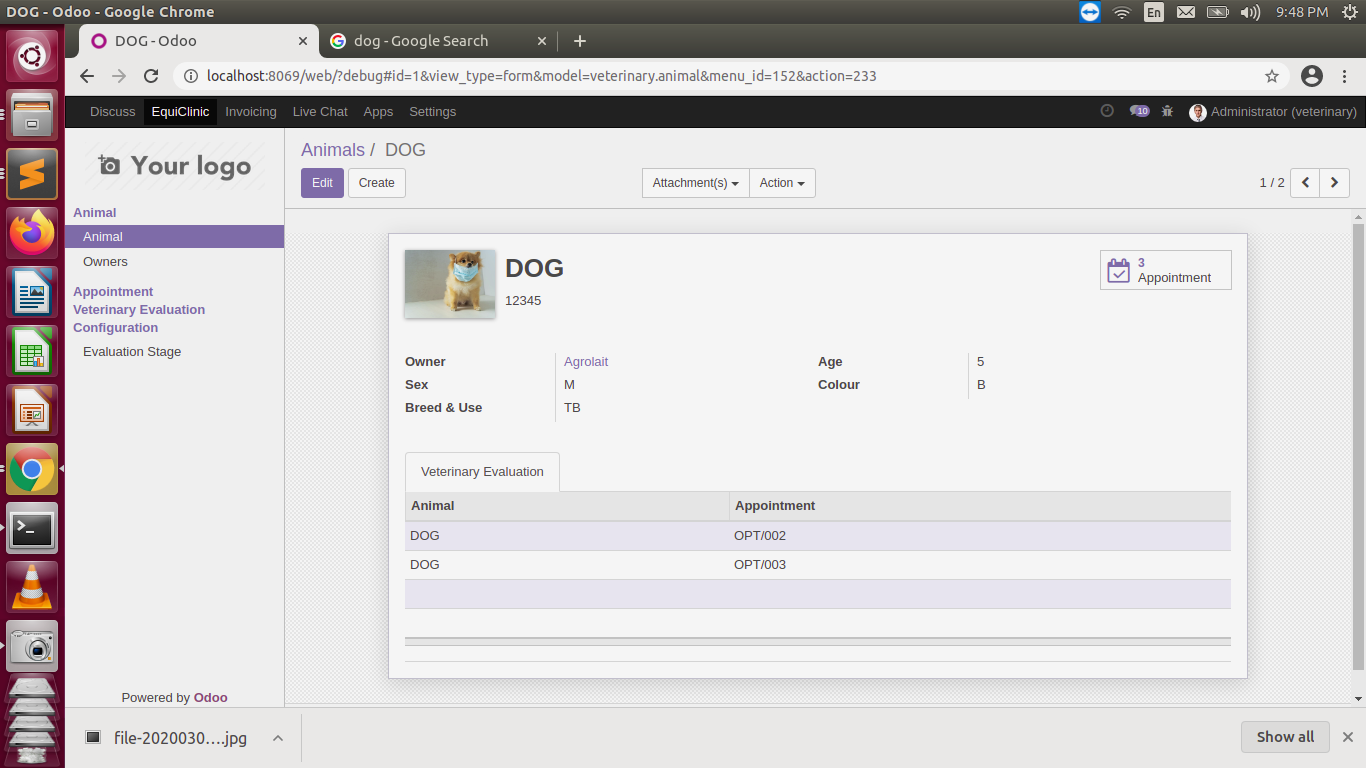 DOG - Odoo - Google Chrome
En
9:48 PM
DOG - Odoo
dog - Google Search
localhost:8069/web/?debug#id=1&view_type=form&model=veterinary.animal&menu_id=152&action=233
Discuss EquiClinic Invoicing Live Chat Apps Settings
10
Administrator (veterinary)
Your logo
Animals / DOG
Edit Create
Attachment(s) Action
1 / 2
Animal
Animal
Owners
Appointment
Veterinary Evaluation
Configuration
Evaluation Stage
Powered by Odoo
DOG
12345
3
Appointment
Owner Agrolait
Sex M
Breed & Use TB
Age 5
Colour B
Veterinary Evaluation
Animal Appointment
DOG OPT/002
DOG OPT/003
file-2020030....jpg
Show all